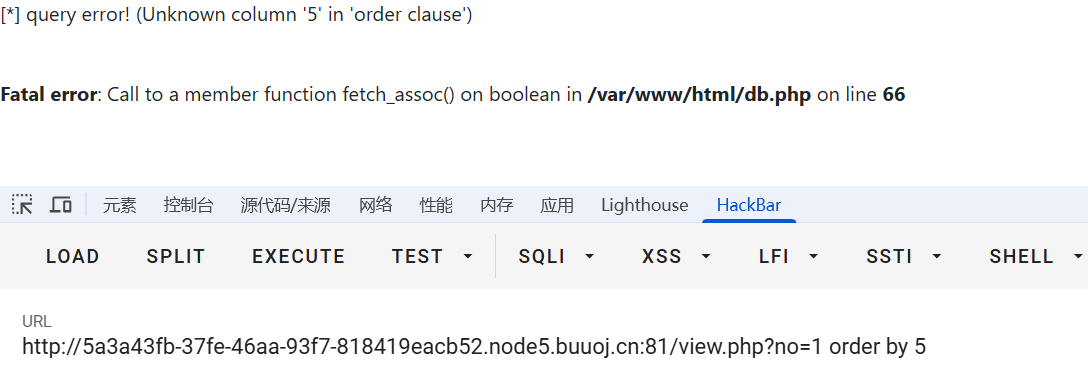 [*] query error! (Unknown column '5' in 'order clause')
Fatal error: Call to a member function fetch_assoc() on boolean in /var/www/html/db.php on line 66
元素 控制台 源代码/来源 网络 性能 内存 应用 Lighthouse HackBar
LOAD SPLIT EXECUTE TEST SQLI XSS LFI SSTI SHELL
URL
http://5a3a43fb-37fe-46aa-93f7-818419eacb52.node5.buuoj.cn:81/view.php?no=1 order by 5